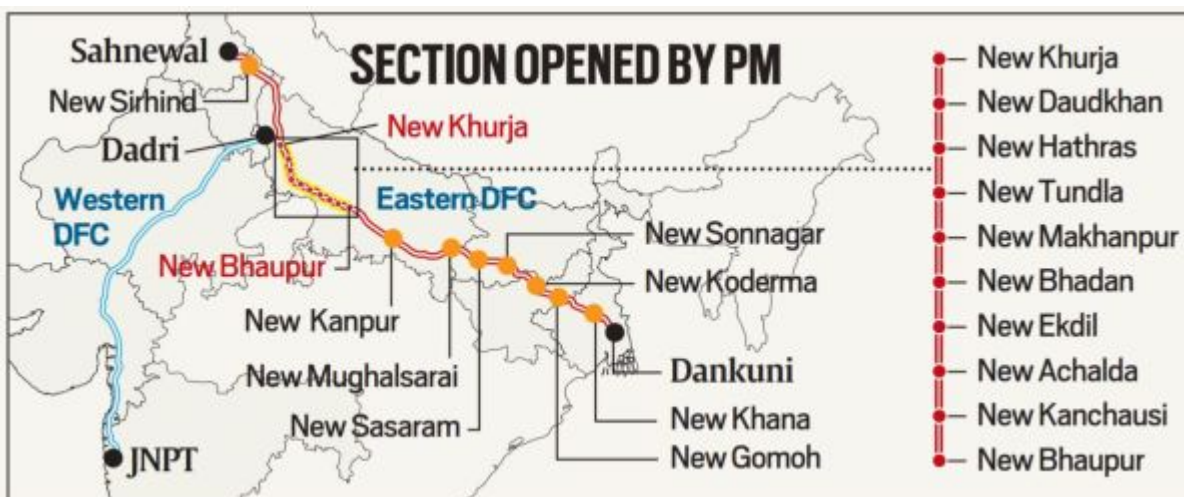 SECTION OPENED BY PM
Sahnewal
New Sirhind
Dadri
New Khurja
Western
DFC
Eastern DFC
New Bhaupur
New Sonnagar
New Koderma
New Kanpur
New Mughalsarai
Dankuni
New Sasaram
New Khana
New Gomoh
JNPT
New Khurja
New Daudkhan
New Hathras
New Tundla
New Makhanpur
New Bhadan
New Ekdil
New Achalda
New Kanchausi
New Bhaupur